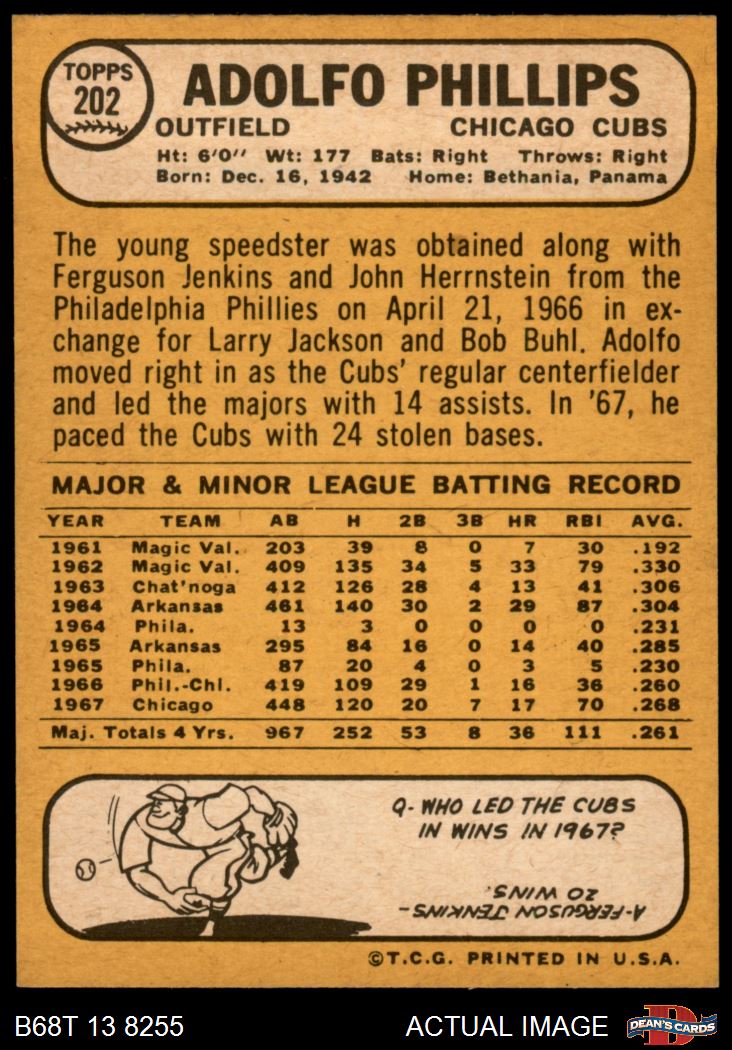 TOPPS
202
ADOLFO PHILLIPS
OUTFIELD CHICAGO CUBS
Ht: 6'0'' Wt: 177 Bats: Right Throws: Right
Born: Dec. 16, 1942 Home: Bethania, Panama
The young speedster was obtained along with
Ferguson Jenkins and John Herrnstein from the
Philadelphia Phillies on April 21, 1966 in ex-
change for Larry Jackson and Bob Buhl. Adolfo
moved right in as the Cubs' regular centerfielder
and led the majors with 14 assists. In '67, he
paced the Cubs with 24 stolen bases.
MAJOR & MINOR LEAGUE BATTING RECORD
YEAR TEAM AB H 2B 3B HR RBI AVG.
1961 Magic Val. 203 39 8 0 7 30 .192
1962 Magic Val. 409 135 34 5 33 79 .330
1963 Chat'noga 412 126 28 4 13 41 .306
1964 Arkansas 461 140 30 2 29 87 .304
1964 Phila. 13 3 0 0 0 0 .231
1965 Arkansas 295 84 16 0 14 40 .285
1965 Phila. 87 20 4 0 3 5 .230
1966 Phil.-Chi. 419 109 29 1 16 36 .260
1967 Chicago 448 120 20 7 17 70 .268
Maj. Totals 4 Yrs. 967 252 53 8 36 111 .261
Q- WHO LED THE CUBS
IN WINS IN 1967?
A-FERGUSON JENKINS-
20 WINS.
©T.C.G. PRINTED IN U.S.A.
B68T 13 8255 ACTUAL IMAGE DEAN'S CARDS